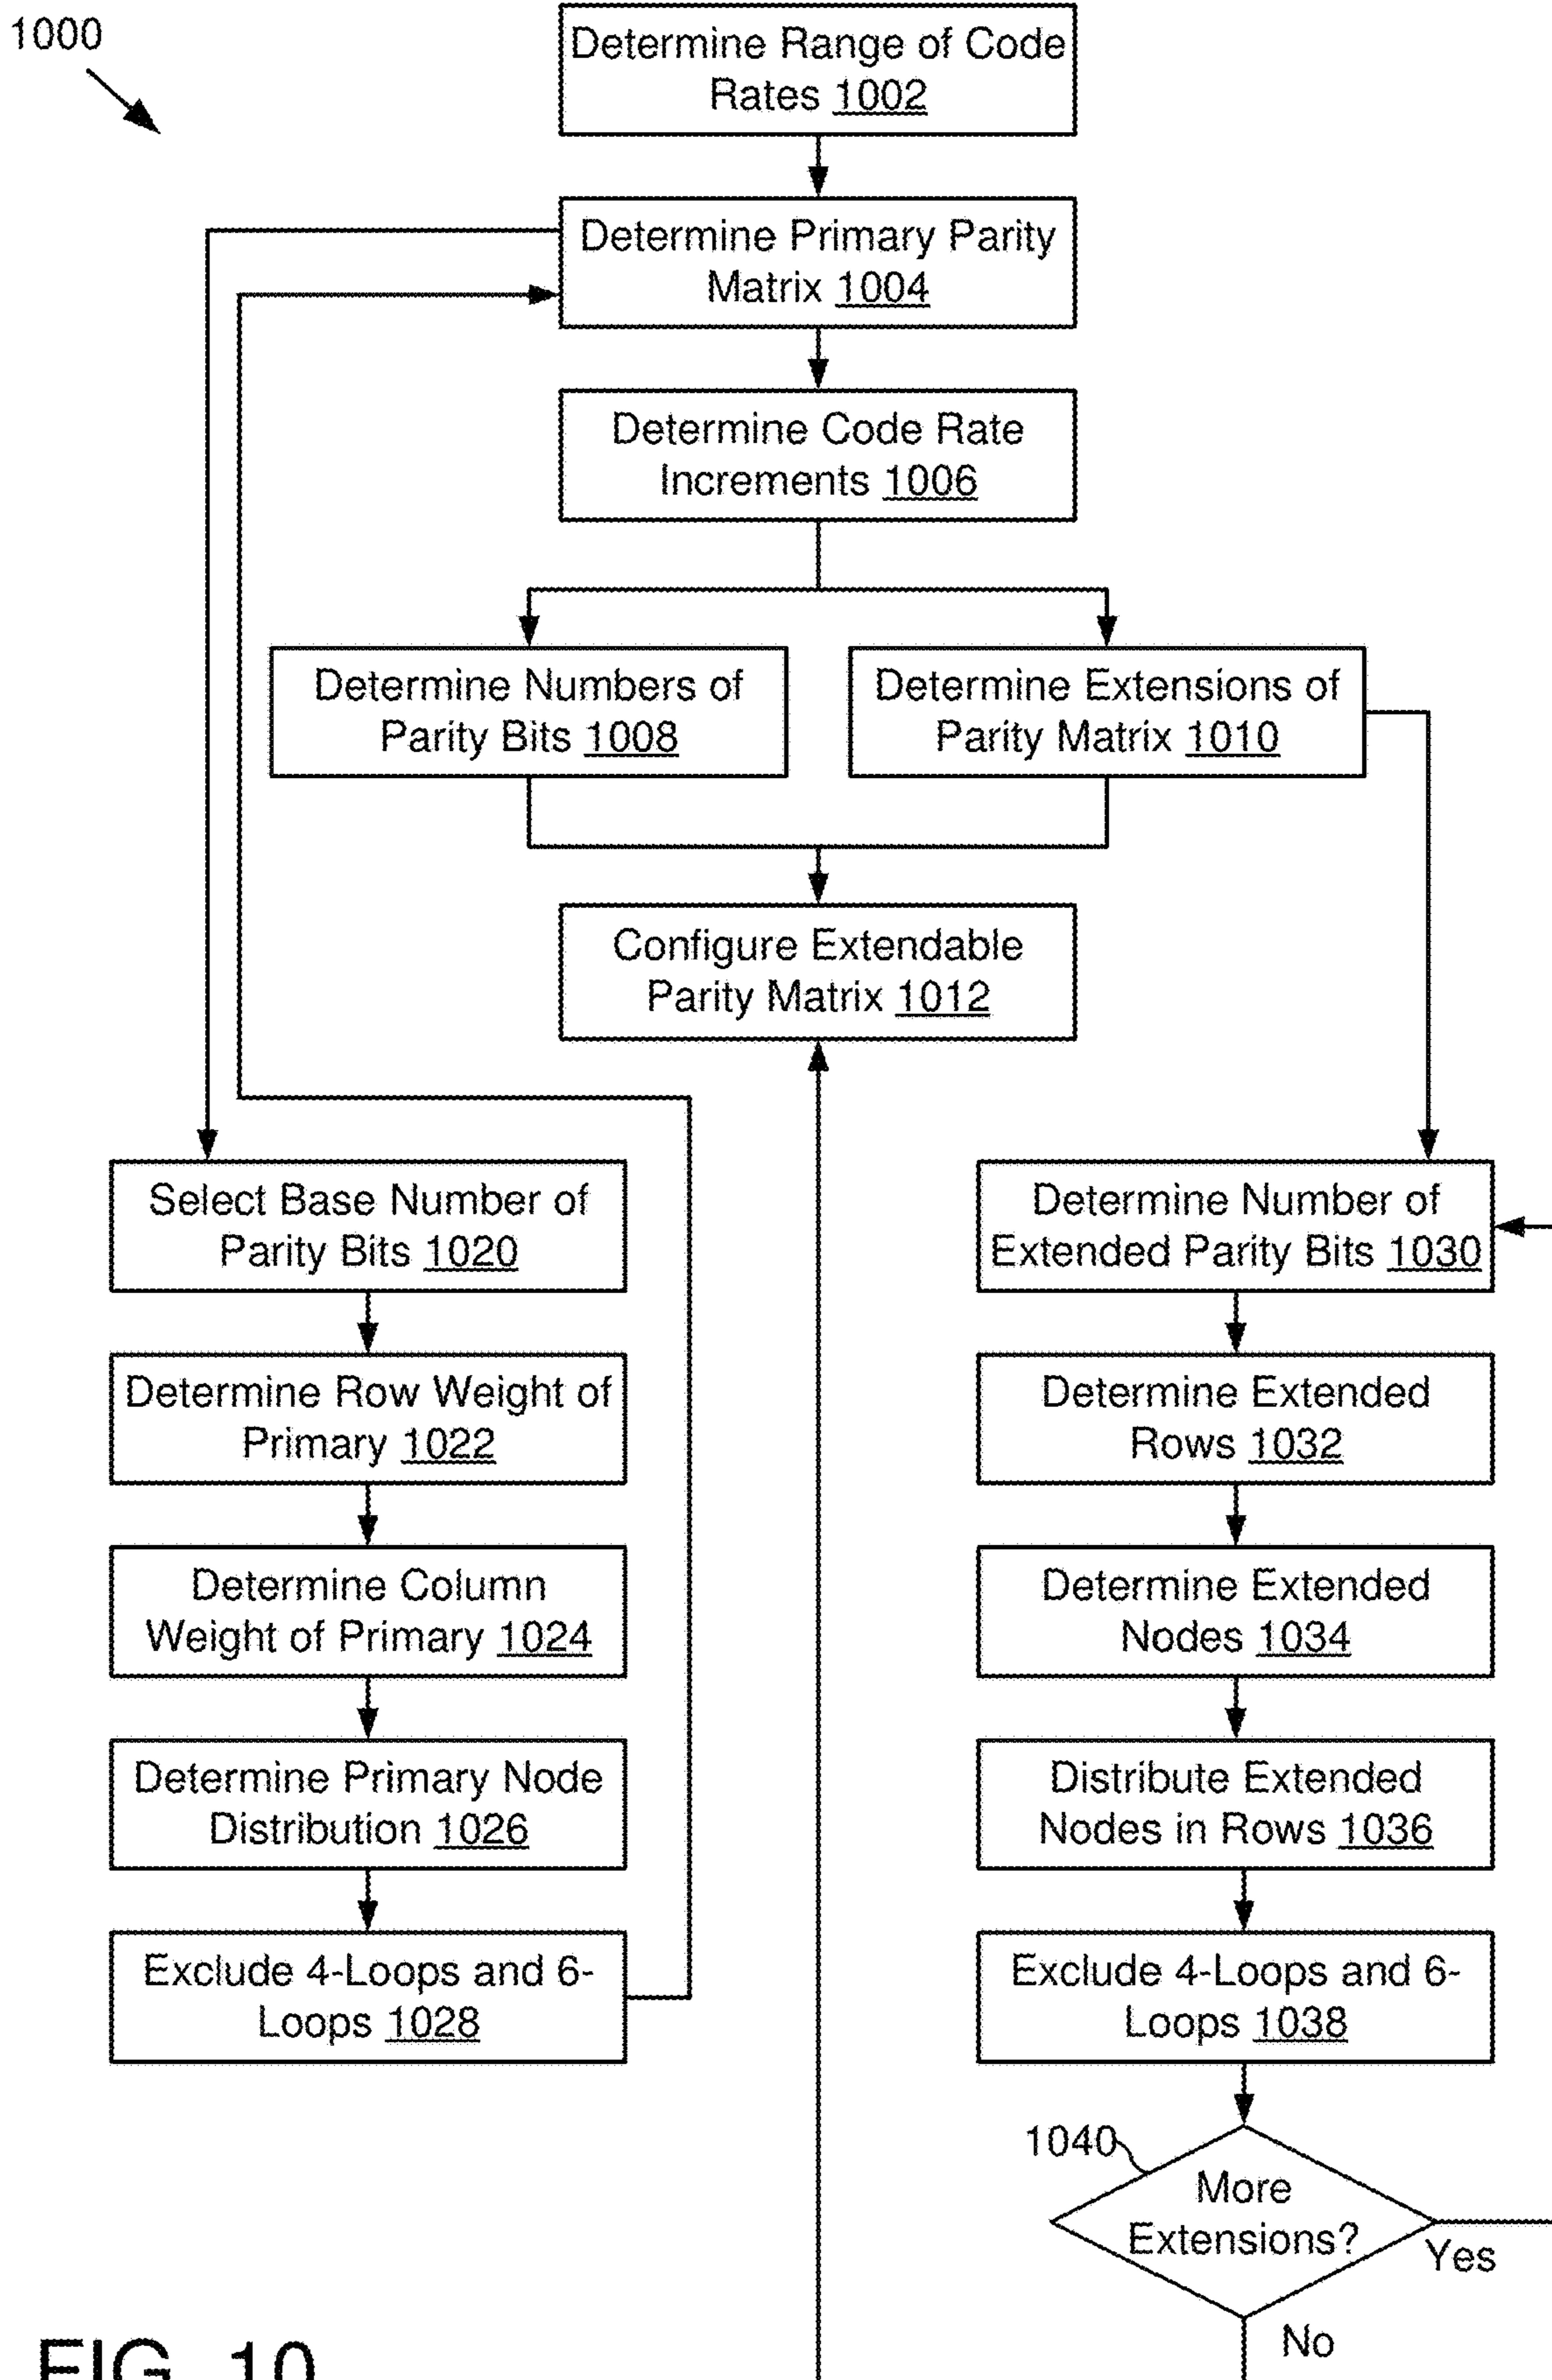 1000
Determine Range of Code
Rates 1002
Determine Primary Parity
Matrix 1004
Determine Code Rate
Increments 1006
Determine Numbers of
Parity Bits 1008
Determine Extensions of
Parity Matrix 1010
Configure Extendable
Parity Matrix 1012
Select Base Number of
Parity Bits 1020
Determine Row Weight of
Primary 1022
Determine Column
Weight of Primary 1024
Determine Primary Node
Distribution 1026
Exclude 4-Loops and 6-
Loops 1028
Determine Number of
Extended Parity Bits 1030
Determine Extended
Rows 1032
Determine Extended
Nodes 1034
Distribute Extended
Nodes in Rows 1036
Exclude 4-Loops and 6-
Loops 1038
1040
More
Extensions?
Yes
No
FIG. 10